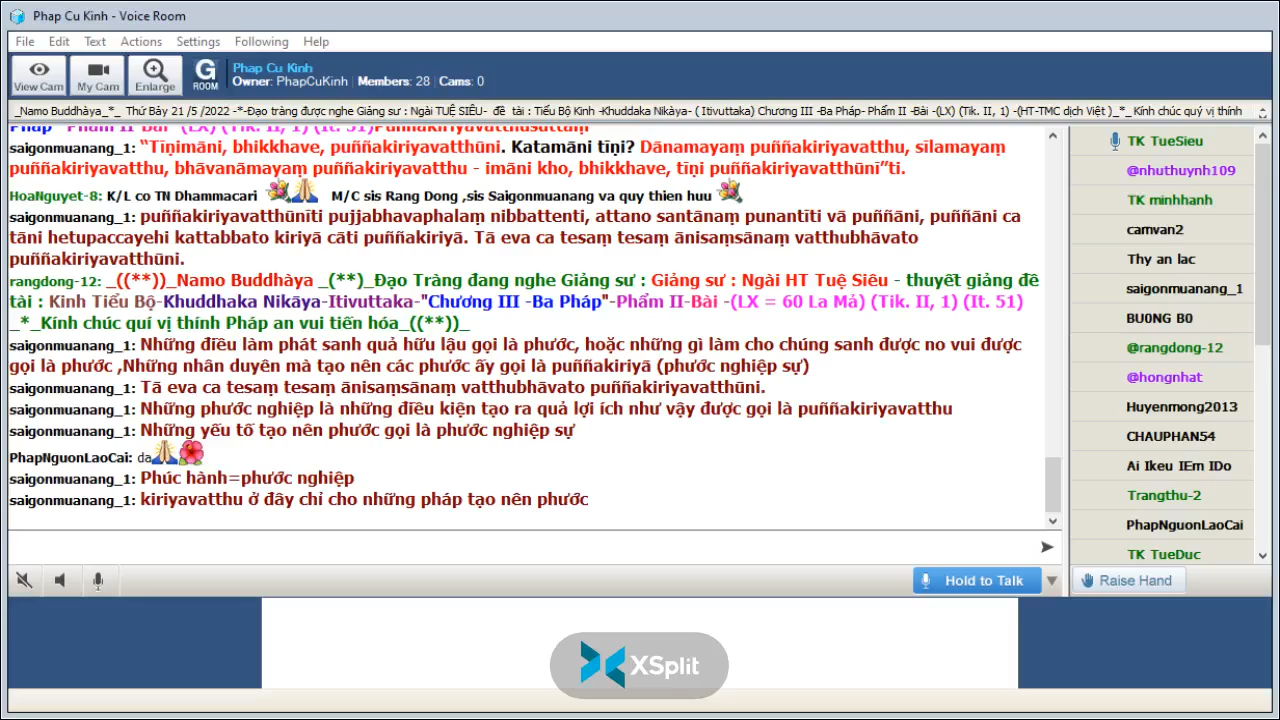 Phap Cu Kinh - Voice Room
File Edit Text Actions Settings Following Help
View Cam My Cam Enlarge G ROOM
Phap Cu Kinh
Owner: PhapCuKinh | Members: 28 | Cams: 0
_Namo Buddhàya_*_ Thứ Bảy 21/5 /2022 -*-Đạo tràng được nghe Giảng sư : Ngài TUỆ SIÊU- đề tài : Tiểu Bộ Kinh -Khuddaka Nikàya- ( Itivuttaka) Chương III -Ba Pháp- Phẩm II -Bài -(LX) (Tik. II, 1) -(HT-TMC dịch Việt )_*_Kính chúc quý vị thính
Pháp" Phẩm II-Bài -(LX) (Tik. II, 1) (It. 51)Puññakiriyavatthusuttaṃ
saigonmuanang_1: “Tīṇimāni, bhikkhave, puññakiriyavatthūni. Katamāni tīṇi? Dānamayaṃ puññakiriyavatthu, sīlamayaṃ
puññakiriyavatthu, bhāvanāmayaṃ puññakiriyavatthu - imāni kho, bhikkhave, tīṇi puññakiriyavatthūnī”ti.
HoaNguyet-8: K/L co TN Dhammacari M/C sis Rang Dong ,sis Saigonmuanang va quy thien huu
saigonmuanang_1: puññakiriyavatthūnīti pujjabhavaphalaṃ nibbattenti, attano santānaṃ punantīti vā puññāni, puññāni ca
tāni hetupaccayehi kattabbato kiriyā cāti puññakiriyā. Tā eva ca tesaṃ tesaṃ ānisaṃsānaṃ vatthubhāvato
puññakiriyavatthūni.
rangdong-12: _((**))_Namo Buddhàya _(**)_Đạo Tràng đang nghe Giảng sư : Giảng sư : Ngài HT Tuệ Siêu - thuyết giảng đề
tài : Kinh Tiểu Bộ-Khuddhaka Nikāya-Itivuttaka-"Chương III -Ba Pháp"-Phẩm II-Bài -(LX = 60 La Mả) (Tik. II, 1) (It. 51)
_*_Kính chúc quí vị thính Pháp an vui tiến hóa_((**))_
saigonmuanang_1: Những điều làm phát sanh quả hữu lậu gọi là phước, hoặc những gì làm cho chúng sanh được no vui được
gọi là phước ,Những nhân duyên mà tạo nên các phước ấy gọi là puññakiriyā (phước nghiệp sự)
saigonmuanang_1: Tā eva ca tesaṃ tesaṃ ānisaṃsānaṃ vatthubhāvato puññakiriyavatthūni.
saigonmuanang_1: Những phước nghiệp là những điều kiện tạo ra quả lợi ích như vậy được gọi là puññakiriyavatthu
saigonmuanang_1: Những yếu tố tạo nên phước gọi là phước nghiệp sự
PhapNguonLaoCai: da
saigonmuanang_1: Phúc hành=phước nghiệp
saigonmuanang_1: kiriyavatthu ở đây chỉ cho những pháp tạo nên phước
Hold to Talk
TK TueSieu
@nhuthuynh109
TK minhhanh
camvan2
Thy an lac
saigonmuanang_1
BU0NG B0
@rangdong-12
@hongnhat
Huyenmong2013
CHAUPHAN54
Ai Ikeu IEm IDo
Trangthu-2
PhapNguonLaoCai
TK TueDuc
Raise Hand
XSplit